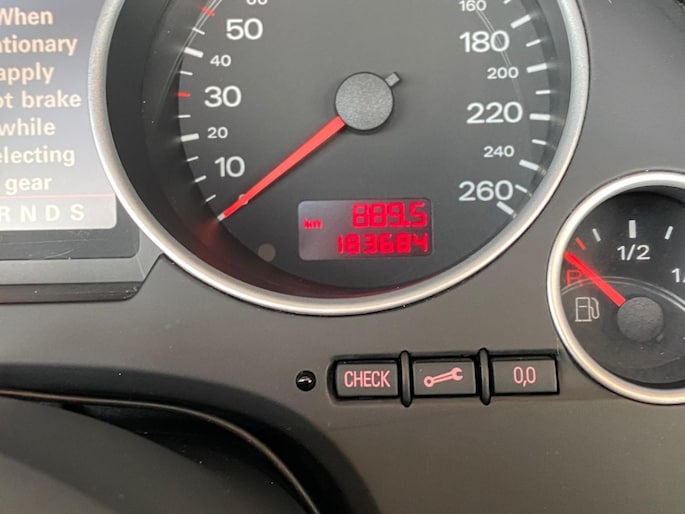 When
ationary
apply
ot brake
while
electing
gear
R N D S
50
40
30
20
10
160
180
200
220
240
260
km 889.5
183684
1/2
R
CHECK
0,0